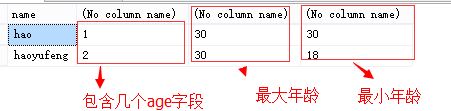 name (No column name) (No column name) (No column name)
hao 1 30 30
haoyufeng 2 30 18
包含几个age字段 最大年龄 最小年龄